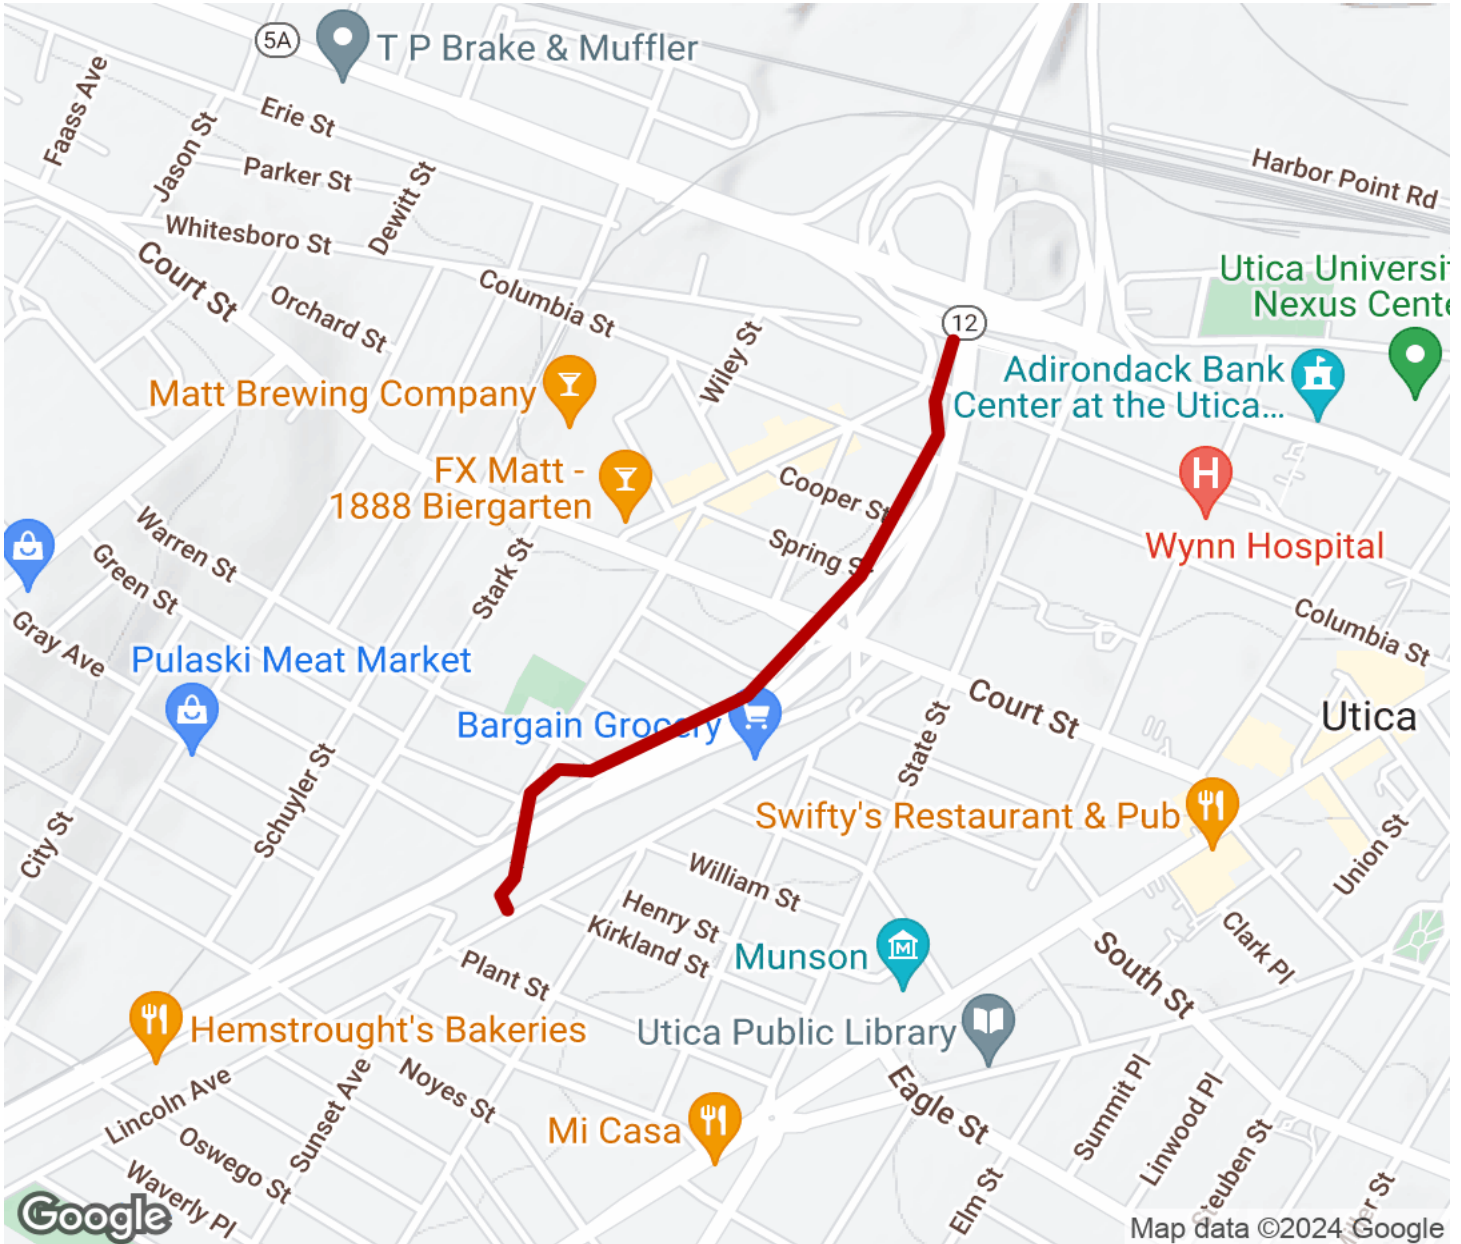 5A
T P Brake & Muffler
Faass Ave
Erie St
Jason St
Parker St
Dewitt St
Harbor Point Rd
Whitesboro St
Court St
Columbia St
Orchard St
Utica Universi
Nexus Cente
12
Wiley St
Adirondack Bank
Center at the Utica...
Matt Brewing Company
FX Matt -
1888 Biergarten
Cooper St
H
Wynn Hospital
Warren St
Green St
Spring S
Stark St
Columbia St
Gray Ave
Pulaski Meat Market
Court St
Utica
Bargain Grocery
State St
Schuyler St
City St
Swifty's Restaurant & Pub
Union St
William St
Henry St
Kirkland St
Munson
M
Clark Pl
South St
Plant St
Hemstrought's Bakeries
Utica Public Library
Lincoln Ave
Sunset Ave
Noyes St
Mi Casa
Eagle St
Summit Pl
Linwood Pl
Oswego St
Waverly Pl
Elm St
Steuben St
Google
Map data ©2024 Google